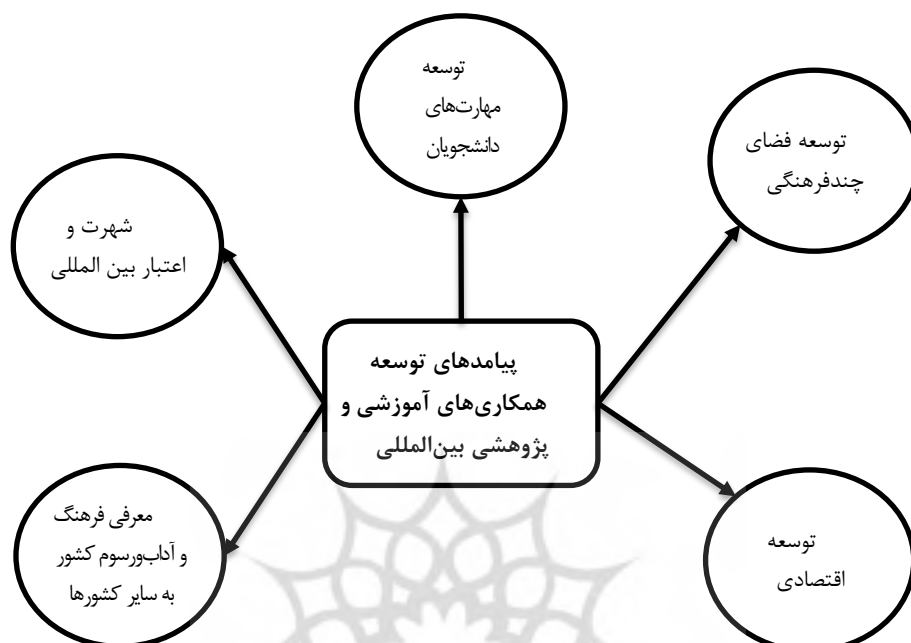 توسعه
مهارت‌های
دانشجویان
توسعه فضای
چندفرهنگی
شهرت و
اعتبار بین المللی
پیامدهای توسعه
همکاری‌های آموزشی و
پژوهشی بین‌المللی
معرفی فرهنگ
و آداب‌ورسوم کشور
به سایر کشورها
توسعه
اقتصادی